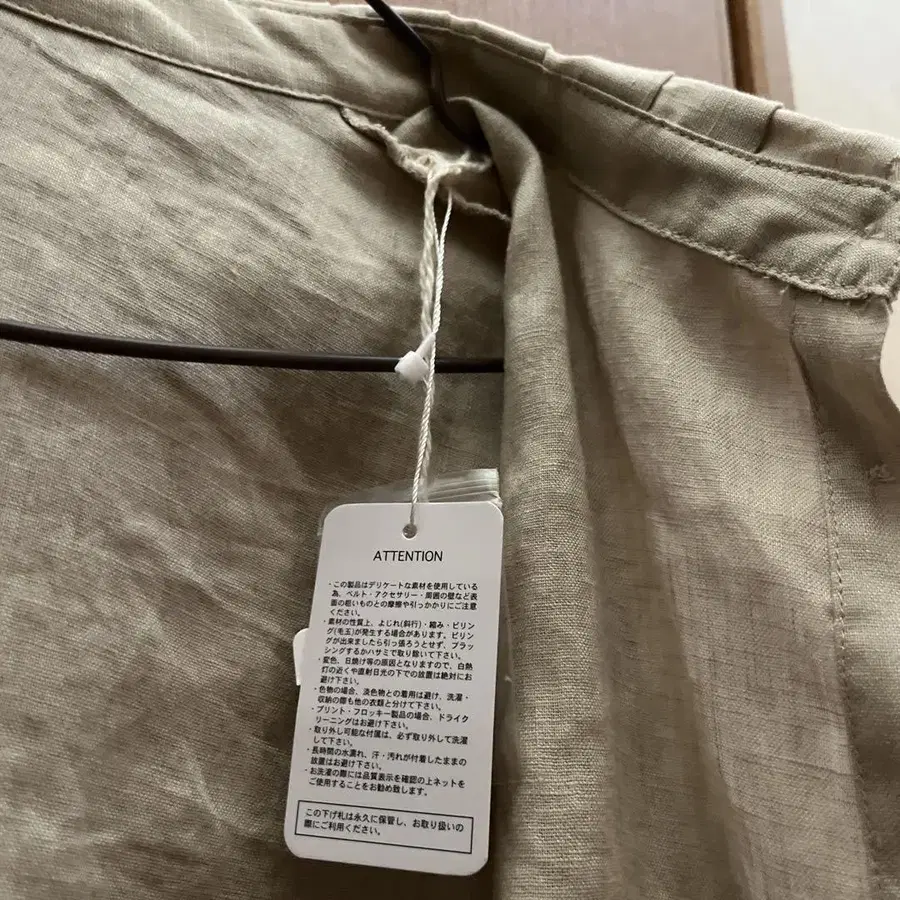 ATTENTION
・この製品はデリケートな素材を使用している
為、ベルト・アクセサリー・周囲の壁など表
面の粗いものとの摩擦や引っかかりにご注意
ください。
・素材の性質上、よじれ(斜行)・縮み・ピリン
グ(毛玉)が発生する場合があります。ピリン
グが出来ましたら引っ張ろうとせず、ブラッ
シングするかハサミで取り除いて下さい。
・変色、日焼け等の原因となりますので、白熱
灯の近くや直射日光の下での放置は絶対にお
避け下さい。
・色物の場合、淡色物との着用は避け、洗濯・
収納の際も他の衣類と分けて下さい。
・プリント・フロッキー製品の場合、ドライク
リーニングはお避け下さい。
・取り外し可能な付属は、必ず取り外して洗濯
して下さい。
・長時間の水濡れ、汗・汚れが付着したままの
放置はお避け下さい。
・お洗濯の際には品質表示を確認の上ネットを
ご使用することをお勧め致します。
この下げ札は永久に保管し、お取り扱いの
際にご利用ください。